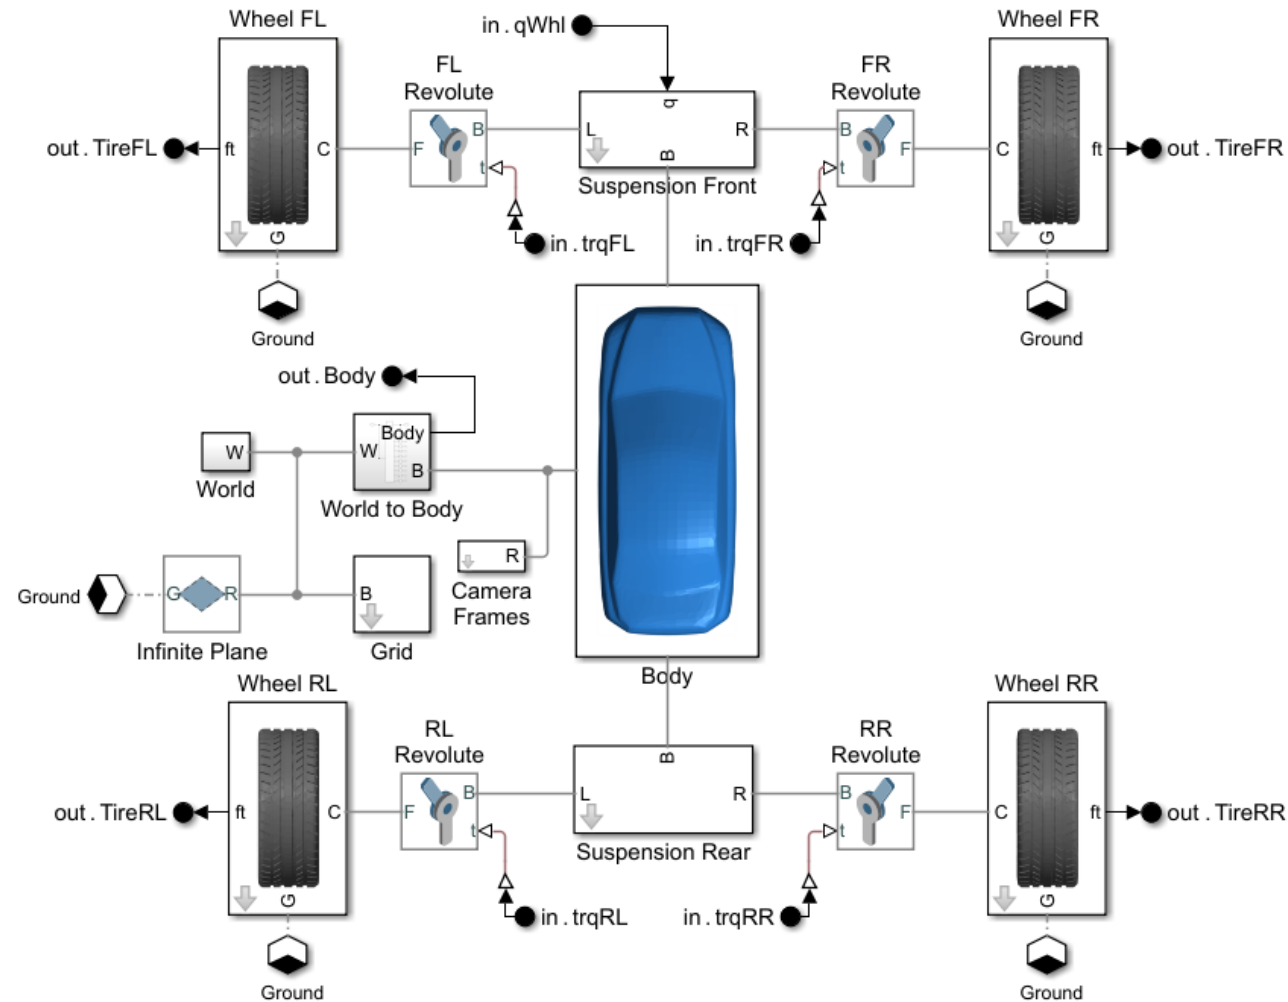 Wheel FL
in.qWhl
Wheel FR
FL
Revolute
FR
Revolute
q
out.TireFL
ft
C
F
B
t
L
R
B
B
t
F
C
ft
out.TireFR
Suspension Front
G
in.trqFL
in.trqFR
G
Ground
Ground
out.Body
Body
W
W
B
World
World to Body
R
Camera
Frames
Ground
G
R
B
Infinite Plane
Grid
Body
Wheel RL
Wheel RR
RL
Revolute
RR
Revolute
B
out.TireRL
ft
C
F
B
t
L
R
B
t
F
C
ft
out.TireRR
Suspension Rear
G
in.trqRL
in.trqRR
G
Ground
Ground